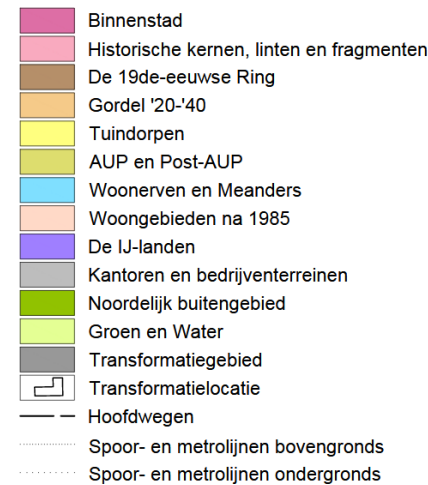 Binnenstad
Historische kernen, linten en fragmenten
De 19de-eeuwse Ring
Gordel '20-'40
Tuindorpen
AUP en Post-AUP
Woonerven en Meanders
Woongebieden na 1985
De IJ-landen
Kantoren en bedrijventerreinen
Noordelijk buitengebied
Groen en Water
Transformatiegebied
Transformatielocatie
Hoofdwegen
Spoor- en metrolijnen bovengronds
Spoor- en metrolijnen ondergronds